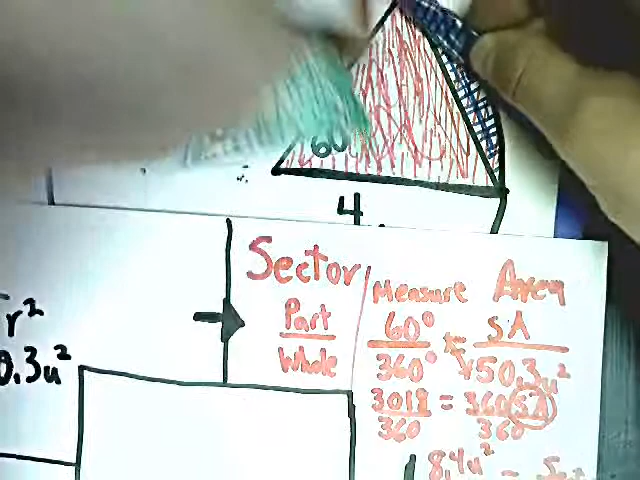 60
4
Sector
Part
Whole
Measure Area
60° SA
360° 50.3u²
3018 = 360(SA)
360 360
8.4u² =
r²
0.3u²